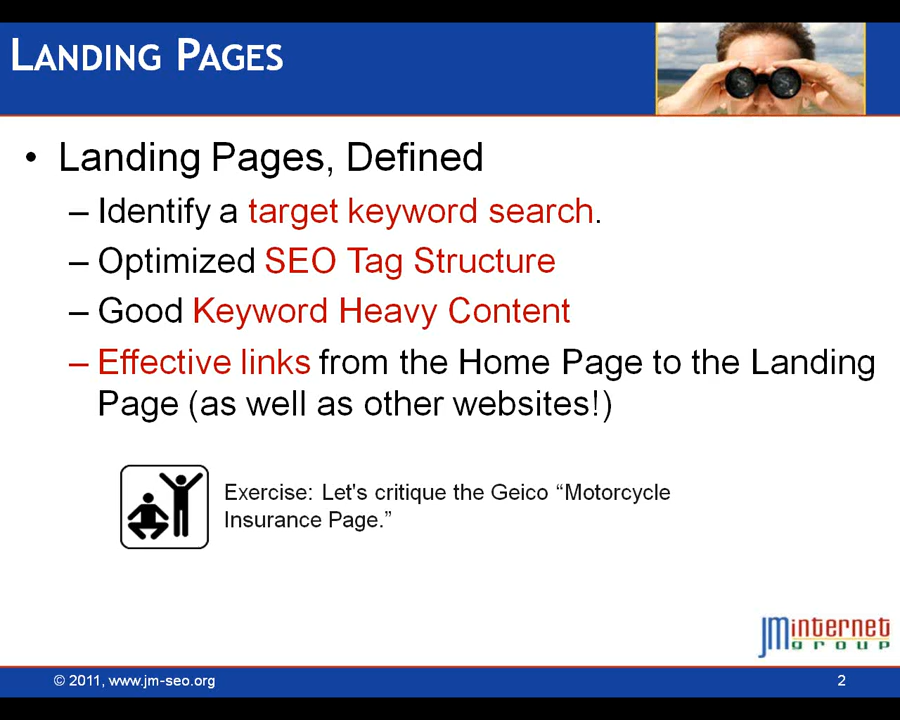 LANDING PAGES
• Landing Pages, Defined
– Identify a target keyword search.
– Optimized SEO Tag Structure
– Good Keyword Heavy Content
– Effective links from the Home Page to the Landing
Page (as well as other websites!)
Exercise: Let's critique the Geico “Motorcycle
Insurance Page.”
JMinternet
group
© 2011, www.jm-seo.org
2